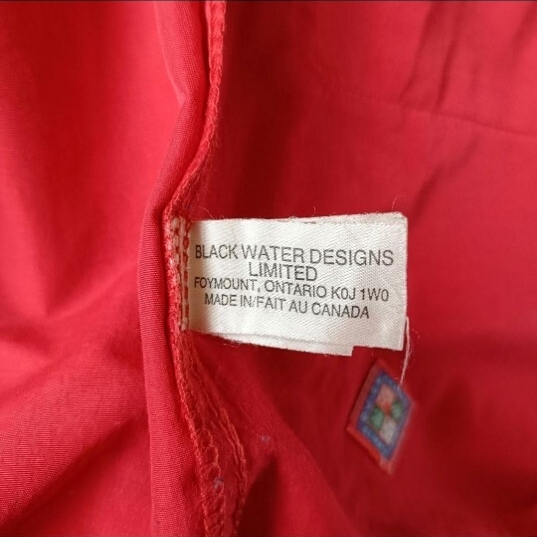 BLACK WATER DESIGNS
LIMITED
FOYMOUNT, ONTARIO K0J 1W0
MADE IN/FAIT AU CANADA